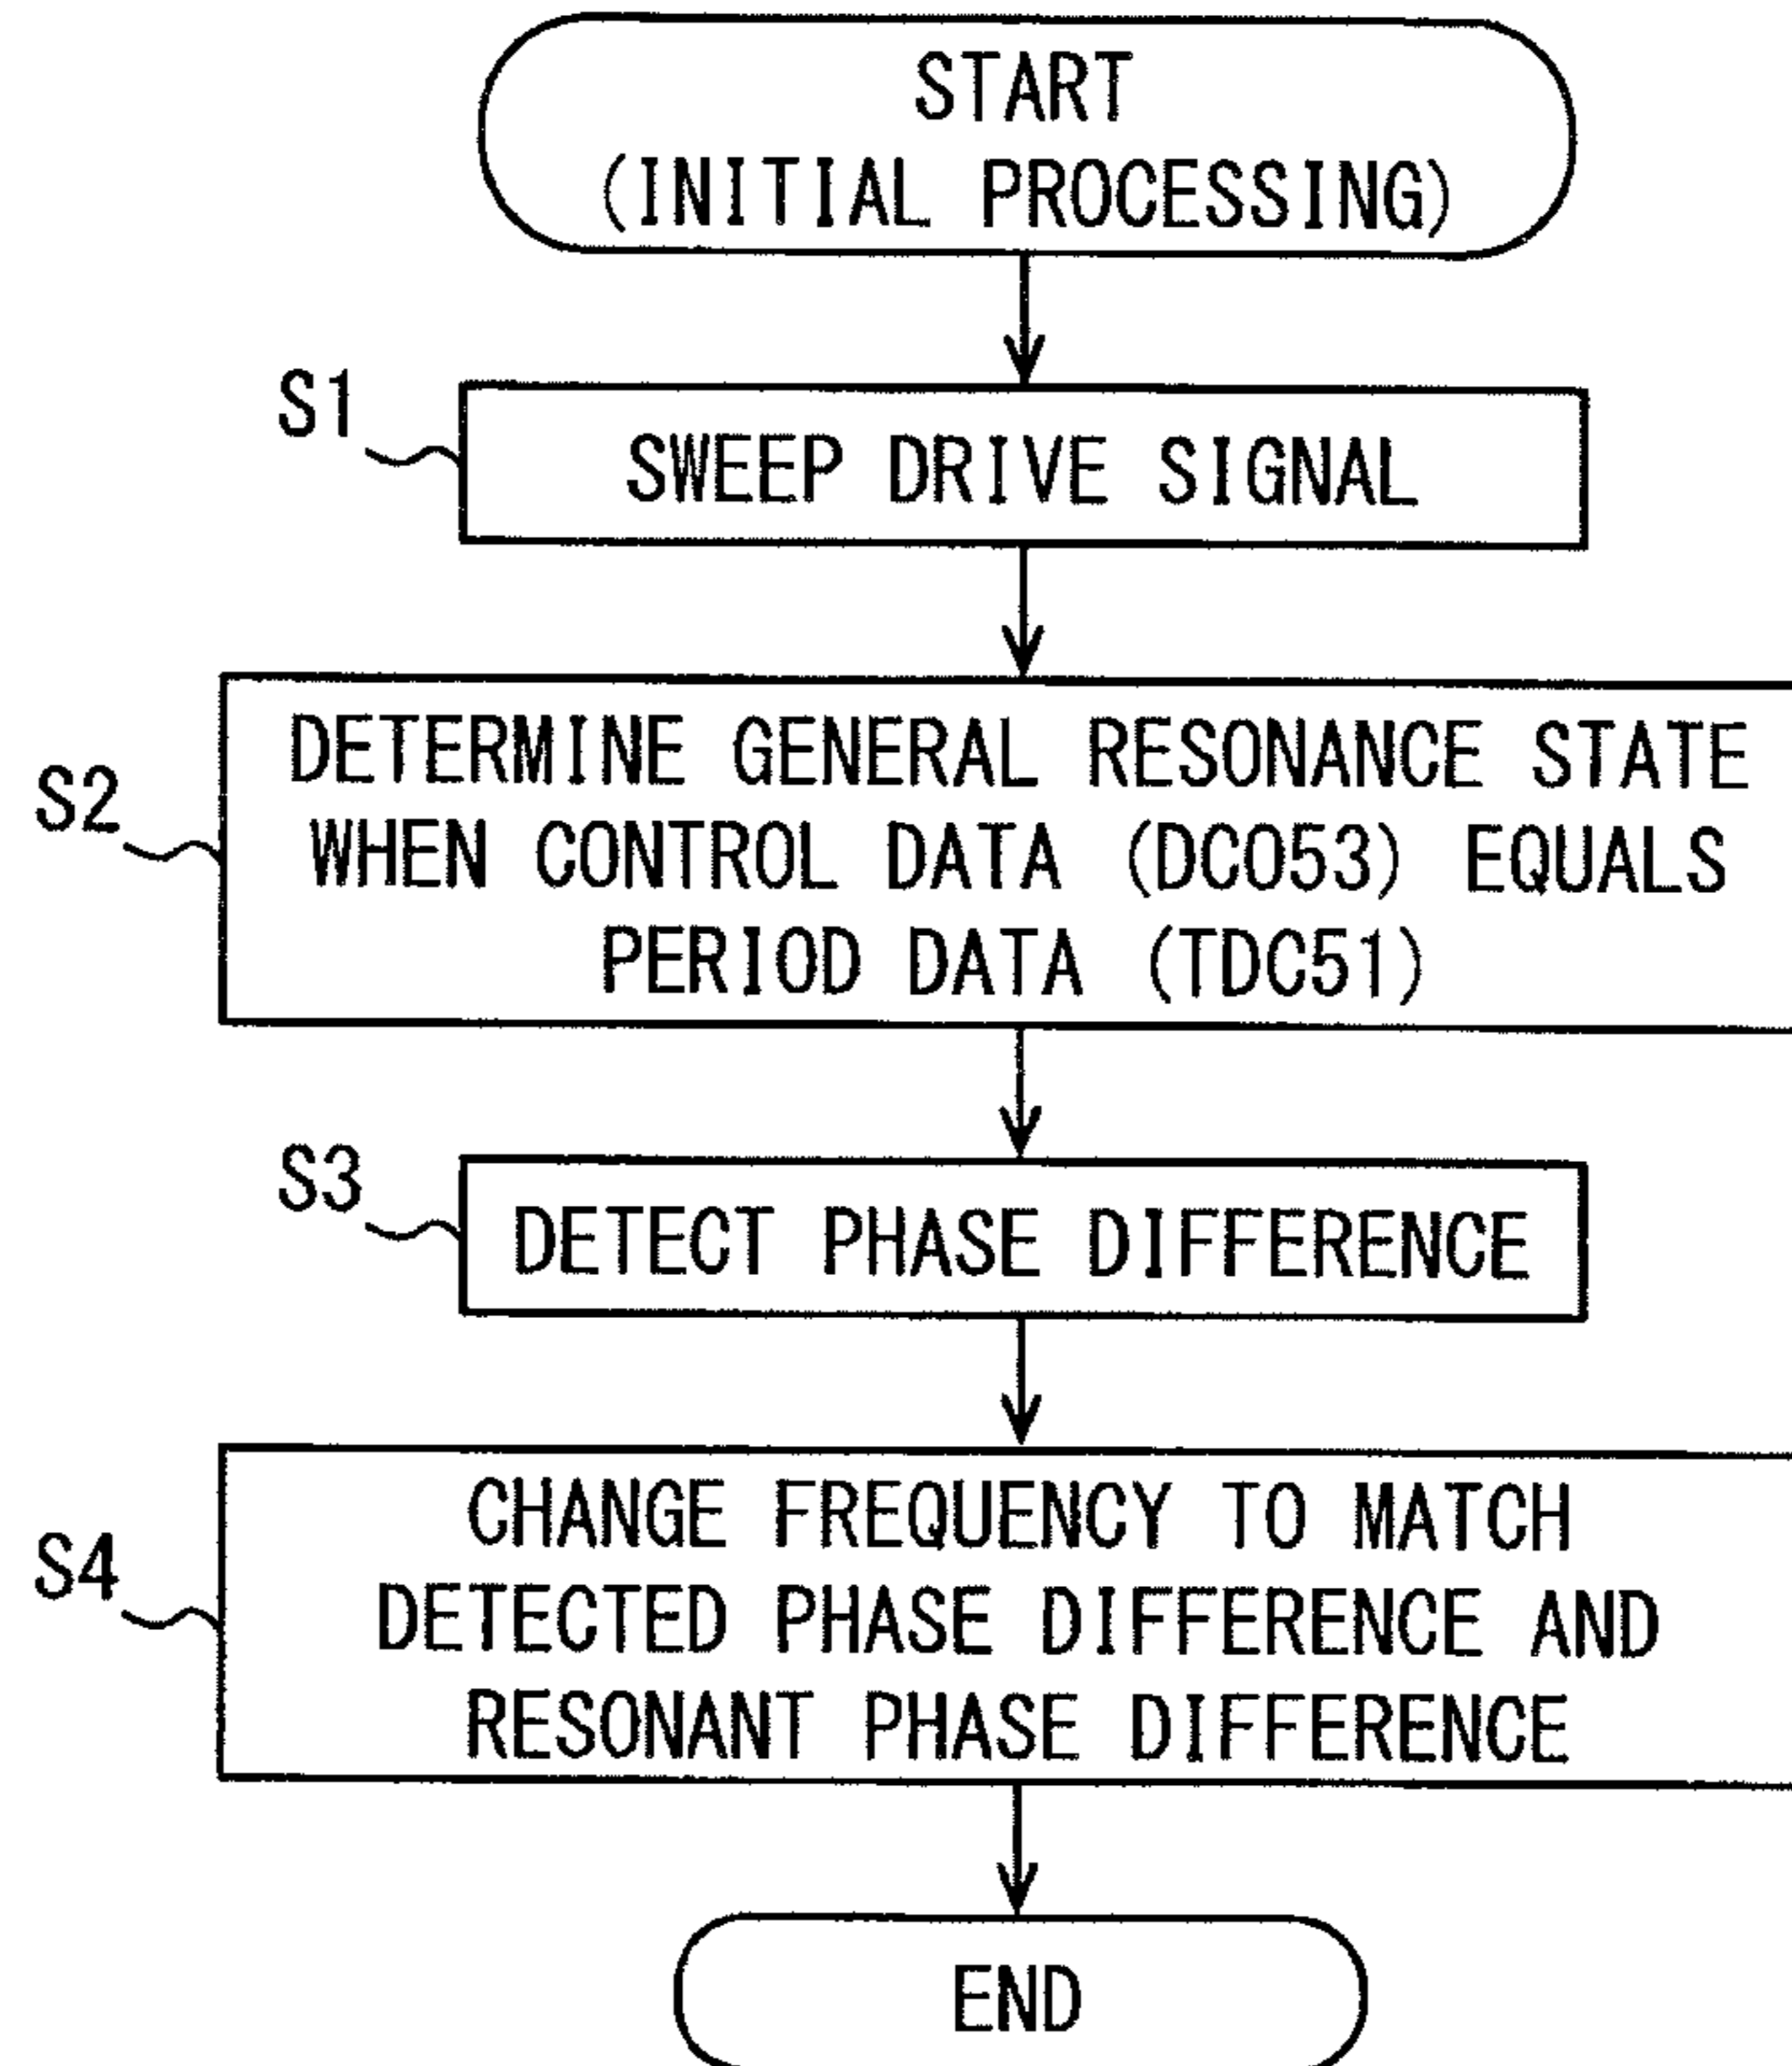 START
(INITIAL PROCESSING)
S1
SWEEP DRIVE SIGNAL
S2
DETERMINE GENERAL RESONANCE STATE
WHEN CONTROL DATA (DCO53) EQUALS
PERIOD DATA (TDC51)
S3
DETECT PHASE DIFFERENCE
S4
CHANGE FREQUENCY TO MATCH
DETECTED PHASE DIFFERENCE AND
RESONANT PHASE DIFFERENCE
END